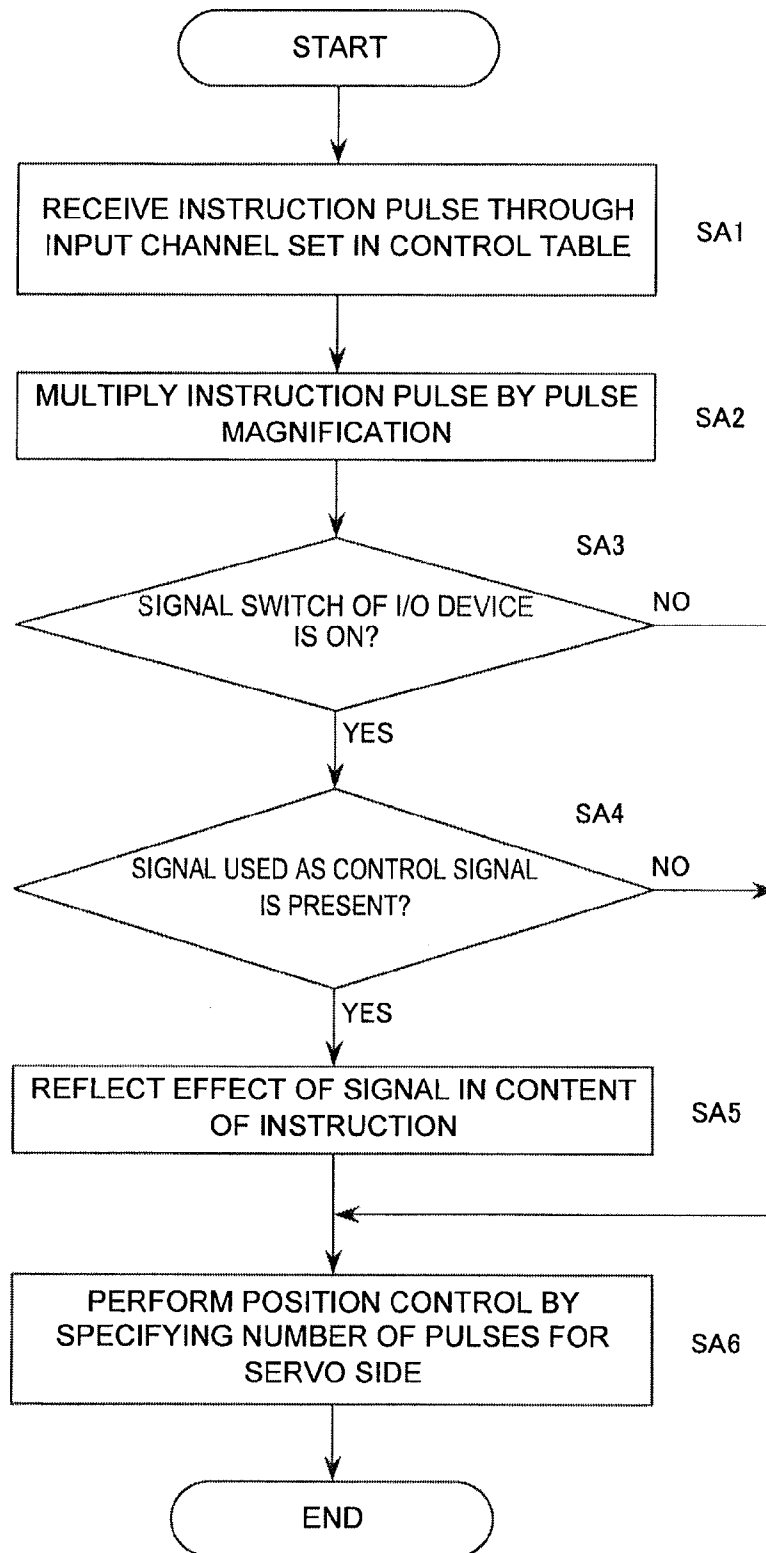 START
RECEIVE INSTRUCTION PULSE THROUGH
INPUT CHANNEL SET IN CONTROL TABLE
SA1
MULTIPLY INSTRUCTION PULSE BY PULSE
MAGNIFICATION
SA2
SA3
SIGNAL SWITCH OF I/O DEVICE
IS ON?
NO
YES
SA4
SIGNAL USED AS CONTROL SIGNAL
IS PRESENT?
NO
YES
REFLECT EFFECT OF SIGNAL IN CONTENT
OF INSTRUCTION
SA5
PERFORM POSITION CONTROL BY
SPECIFYING NUMBER OF PULSES FOR
SERVO SIDE
SA6
END